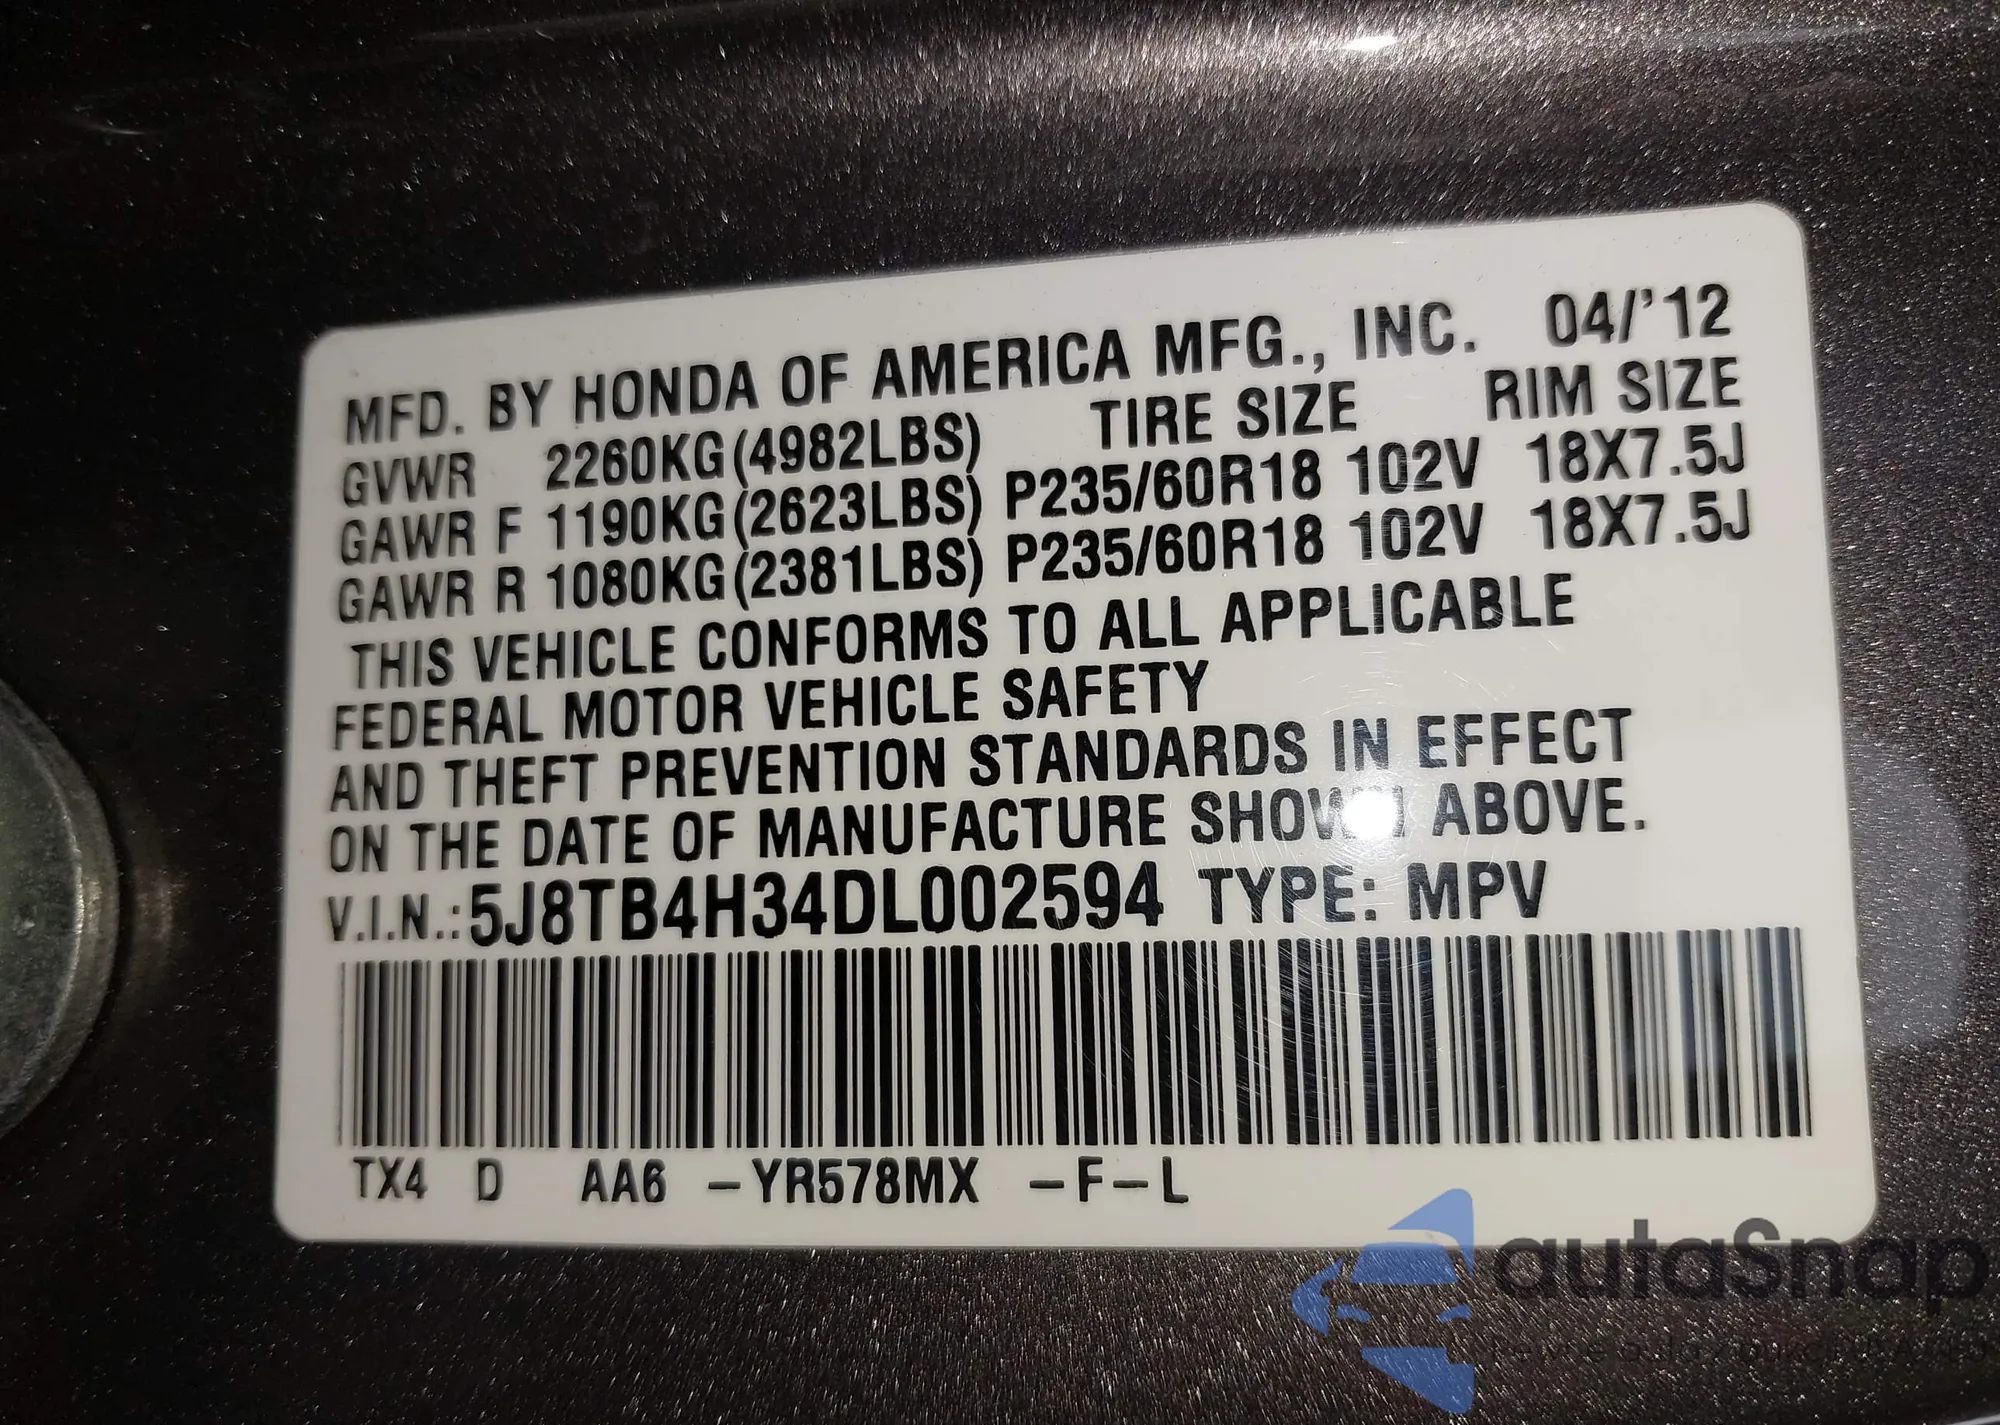 MFD. BY HONDA OF AMERICA MFG., INC. 04/'12
GVWR 2260KG(4982LBS) TIRE SIZE RIM SIZE
GAWR F 1190KG(2623LBS) P235/60R18 102V 18X7.5J
GAWR R 1080KG(2381LBS) P235/60R18 102V 18X7.5J
THIS VEHICLE CONFORMS TO ALL APPLICABLE
FEDERAL MOTOR VEHICLE SAFETY
AND THEFT PREVENTION STANDARDS IN EFFECT
ON THE DATE OF MANUFACTURE SHOWN ABOVE.
V.I.N.:5J8TB4H34DL002594 TYPE: MPV
TX4 D AA6 -YR578MX -F-L
autaSnap